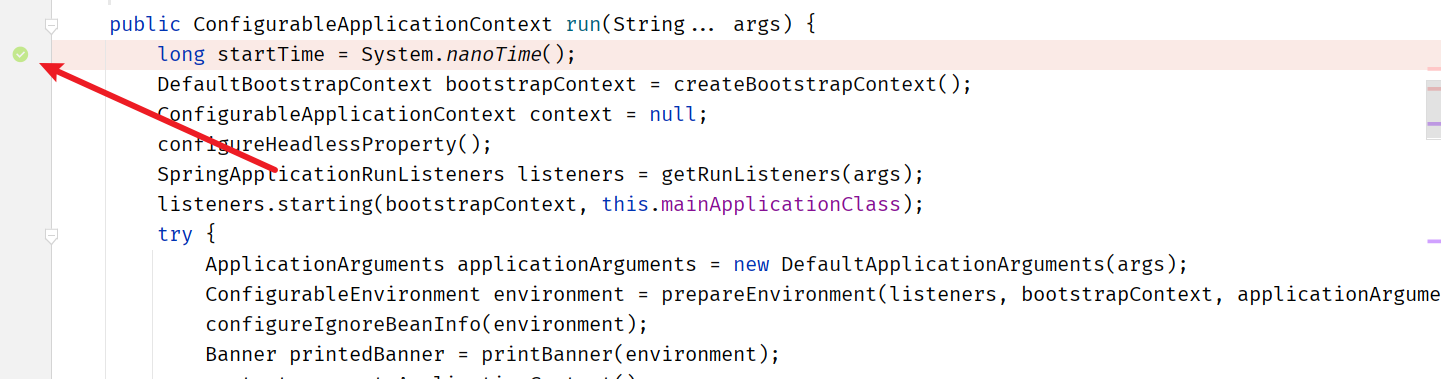 public ConfigurableApplicationContext run(String... args) {
long startTime = System.nanoTime();
DefaultBootstrapContext bootstrapContext = createBootstrapContext();
ConfigurableApplicationContext context = null;
configureHeadlessProperty();
SpringApplicationRunListeners listeners = getRunListeners(args);
listeners.starting(bootstrapContext, this.mainApplicationClass);
try {
ApplicationArguments applicationArguments = new DefaultApplicationArguments(args);
ConfigurableEnvironment environment = prepareEnvironment(listeners, bootstrapContext, applicationArgume
configureIgnoreBeanInfo(environment);
Banner printedBanner = printBanner(environment);